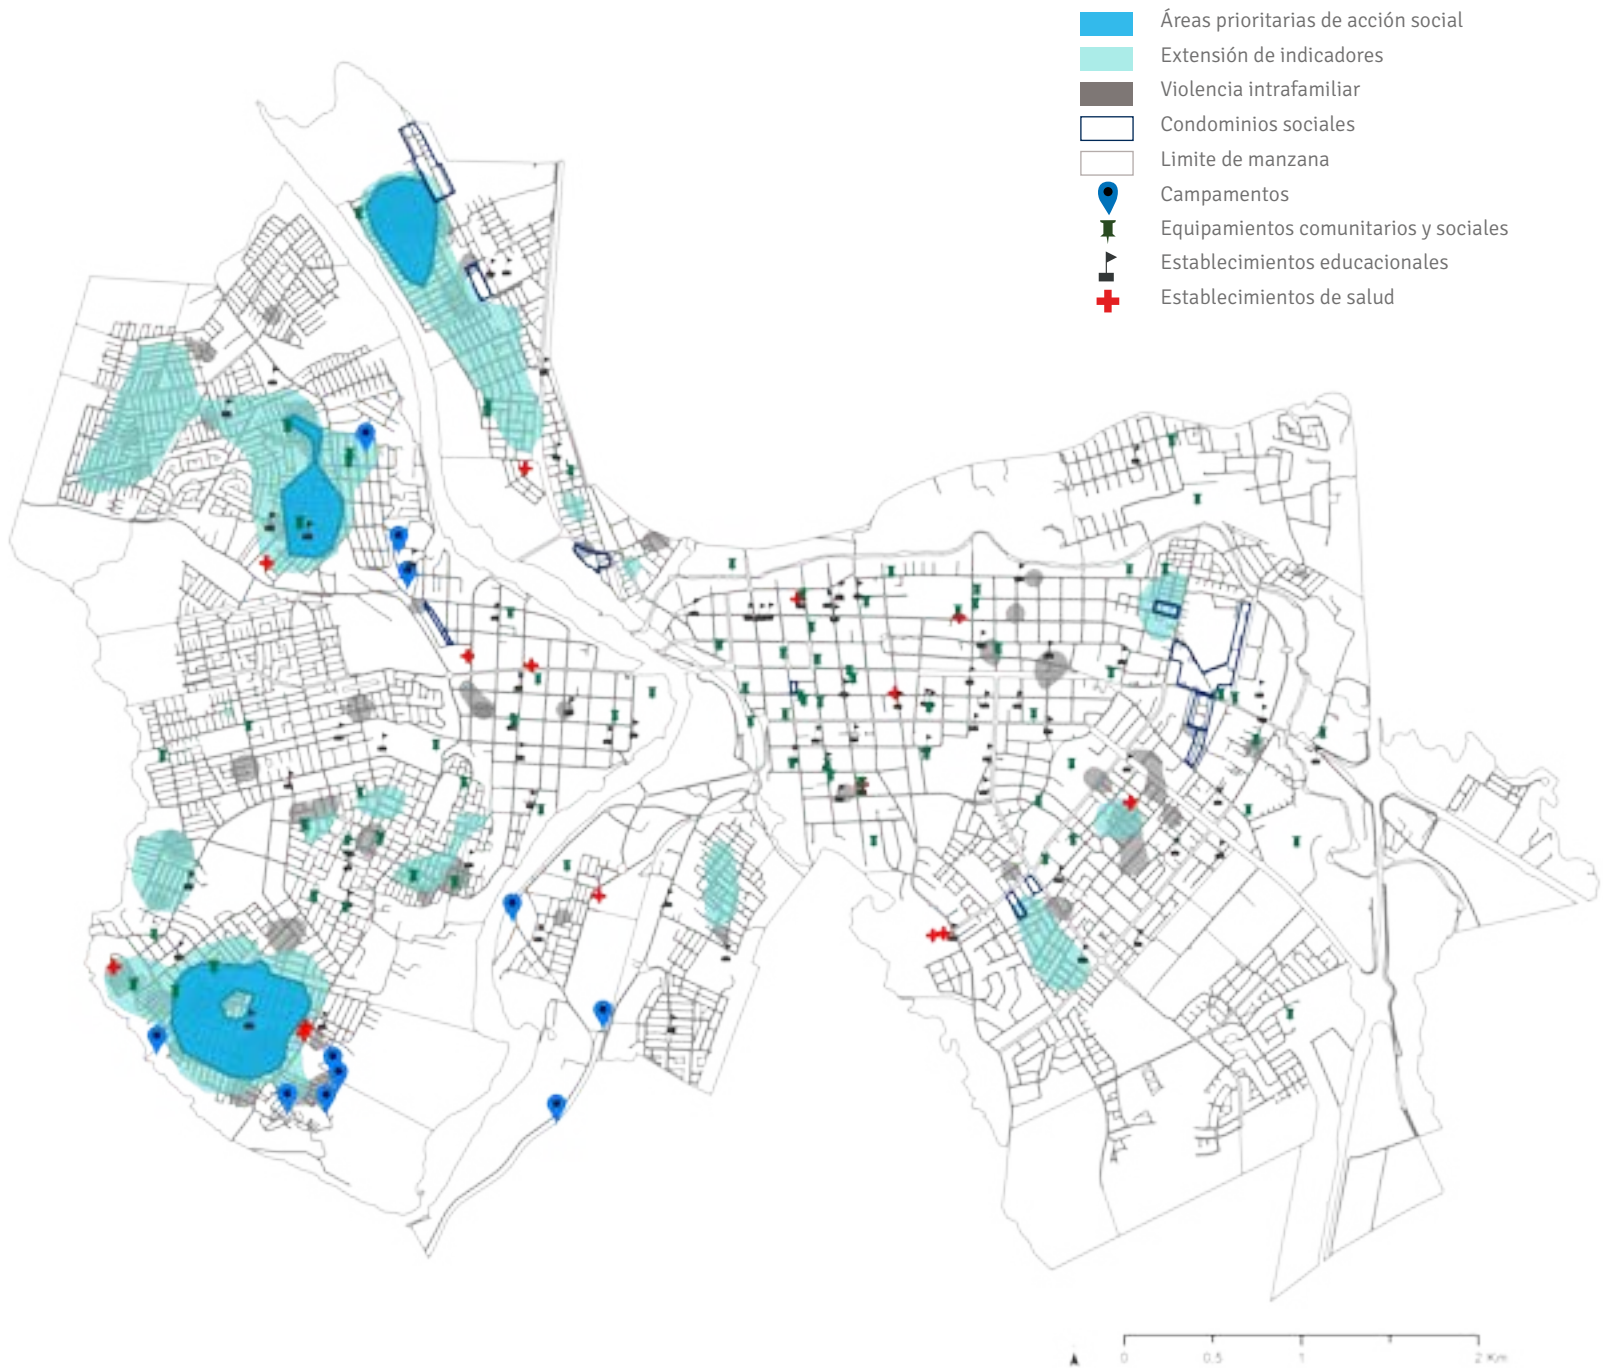 Áreas prioritarias de acción social
Extensión de indicadores
Violencia intrafamiliar
Condominios sociales
Limite de manzana
Campamentos
Equipamientos comunitarios y sociales
Establecimientos educacionales
Establecimientos de salud
0 0.5 1 2 Km